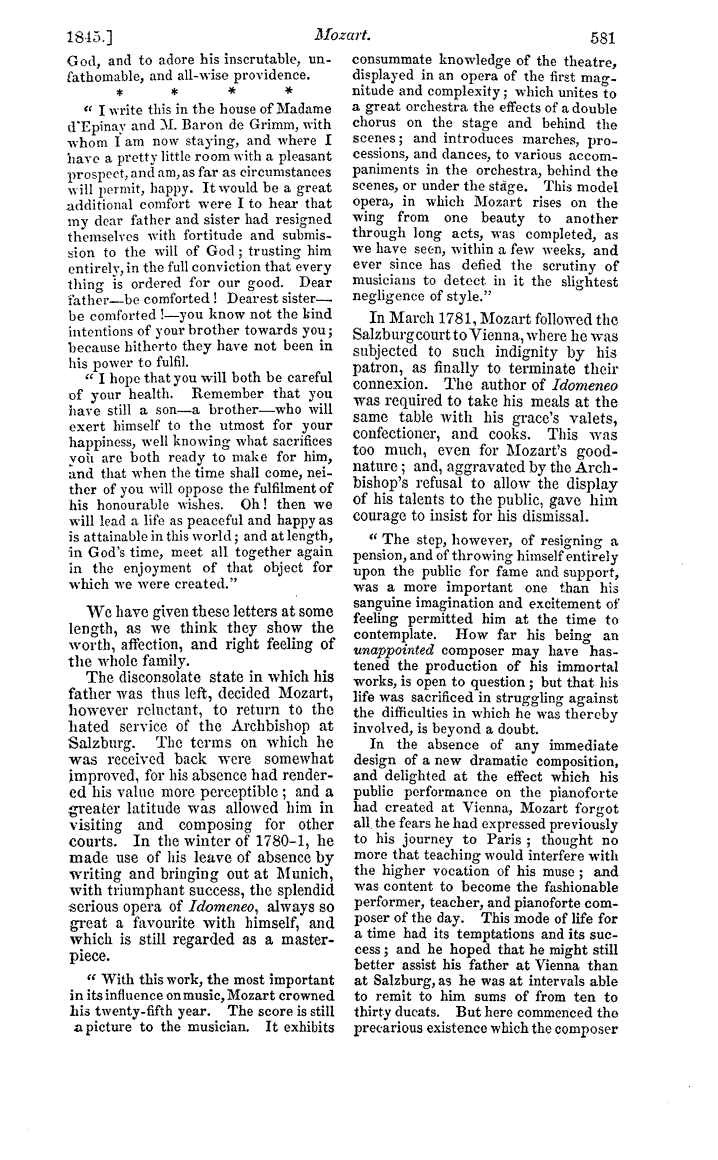 1845.] Mozart. 581
God, and to adore his inscrutable, un-
fathomable, and all-wise providence.
* * * *
“ I write this in the house of Madame
d'Epinay and M. Baron de Grimm, with
whom I am now staying, and where I
have a pretty little room with a pleasant
prospect, and am, as far as circumstances
will permit, happy. It would be a great
additional comfort were I to hear that
my dear father and sister had resigned
themselves with fortitude and submis-
sion to the will of God ; trusting him
entirely, in the full conviction that every
thing is ordered for our good. Dear
father—be comforted ! Dearest sister—
be comforted !—you know not the kind
intentions of your brother towards you ;
because hitherto they have not been in
his power to fulfil.
“ I hope that you will both be careful
of your health. Remember that you
have still a son—a brother—who will
exert himself to the utmost for your
happiness, well knowing what sacrifices
you are both ready to make for him,
and that when the time shall come, nei-
ther of you will oppose the fulfilment of
his honourable wishes. Oh ! then we
will lead a life as peaceful and happy as
is attainable in this world ; and at length,
in God's time, meet all together again
in the enjoyment of that object for
which we were created.”
We have given these letters at some
length, as we think they show the
worth, affection, and right feeling of
the whole family.
The disconsolate state in which his
father was thus left, decided Mozart,
however reluctant, to return to the
hated service of the Archbishop at
Salzburg. The terms on which he
was received back were somewhat
improved, for his absence had render-
ed his value more perceptible ; and a
greater latitude was allowed him in
visiting and composing for other
courts. In the winter of 1780-1, he
made use of his leave of absence by
writing and bringing out at Munich,
with triumphant success, the splendid
serious opera of Idomeneo, always so
great a favourite with himself, and
which is still regarded as a master-
piece.
“ With this work, the most important
in its influence on music, Mozart crowned
his twenty-fifth year. The score is still
a picture to the musician. It exhibits
consummate knowledge of the theatre,
displayed in an opera of the first mag-
nitude and complexity ; which unites to
a great orchestra the effects of a double
chorus on the stage and behind the
scenes ; and introduces marches, pro-
cessions, and dances, to various accom-
paniments in the orchestra, behind the
scenes, or under the stage. This model
opera, in which Mozart rises on the
wing from one beauty to another
through long acts, was completed, as
we have seen, within a few weeks, and
ever since has defied the scrutiny of
musicians to detect in it the slightest
negligence of style.”
In March 1781, Mozart followed the
Salzburg court to Vienna, where he was
subjected to such indignity by his
patron, as finally to terminate their
connexion. The author of Idomeneo
was required to take his meals at the
same table with his grace's valets,
confectioner, and cooks. This was
too much, even for Mozart's good-
nature ; and, aggravated by the Arch-
bishop's refusal to allow the display
of his talents to the public, gave him
courage to insist for his dismissal.
“ The step, however, of resigning a
pension, and of throwing himself entirely
upon the public for fame and support,
was a more important one than his
sanguine imagination and excitement of
feeling permitted him at the time to
contemplate. How far his being an
unappointed composer may have has-
tened the production of his immortal
works, is open to question ; but that his
life was sacrificed in struggling against
the difficulties in which he was thereby
involved, is beyond a doubt.
In the absence of any immediate
design of a new dramatic composition,
and delighted at the effect which his
public performance on the pianoforte
had created at Vienna, Mozart forgot
all the fears he had expressed previously
to his journey to Paris ; thought no
more that teaching would interfere with
the higher vocation of his muse ; and
was content to become the fashionable
performer, teacher, and pianoforte com-
poser of the day. This mode of life for
a time had its temptations and its suc-
cess ; and he hoped that he might still
better assist his father at Vienna than
at Salzburg, as he was at intervals able
to remit to him sums of from ten to
thirty ducats. But here commenced the
precarious existence which the composer